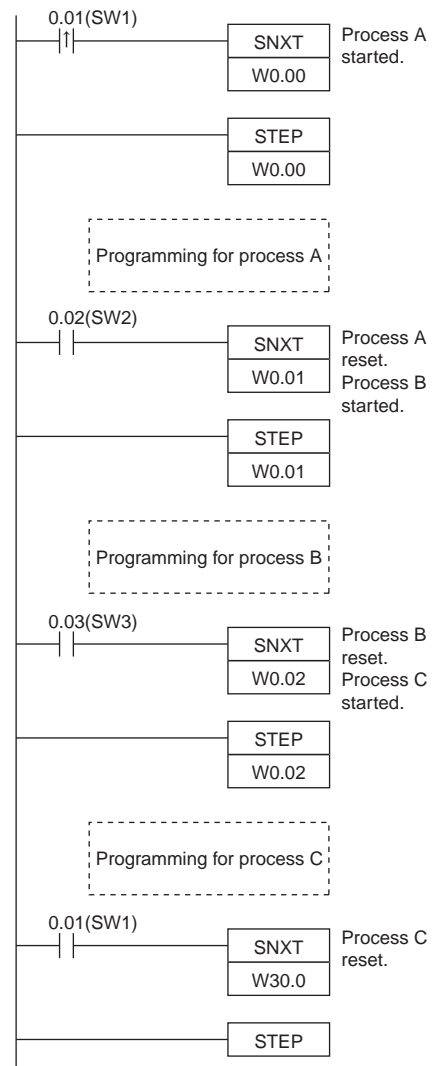 0.01(SW1)
SNXT
W0.00
Process A
started.
STEP
W0.00
Programming for process A
0.02(SW2)
SNXT
W0.01
Process A
reset.
Process B
started.
STEP
W0.01
Programming for process B
0.03(SW3)
SNXT
W0.02
Process B
reset.
Process C
started.
STEP
W0.02
Programming for process C
0.01(SW1)
SNXT
W30.0
Process C
reset.
STEP